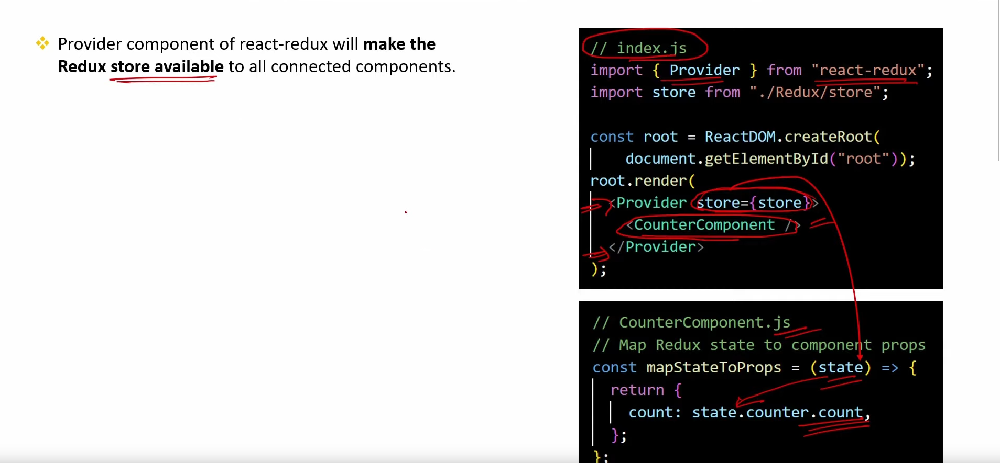 Provider component of react-redux will make the
Redux store available to all connected components.
// index.js
import { Provider } from "react-redux";
import store from "./Redux/store";
const root = ReactDOM.createRoot(
document.getElementById("root"));
root.render(
<Provider store={store}>
<CounterComponent />
</Provider>
);
// CounterComponent.js
// Map Redux state to component props
const mapStateToProps = (state) => {
return {
count: state.counter.count,
};
};